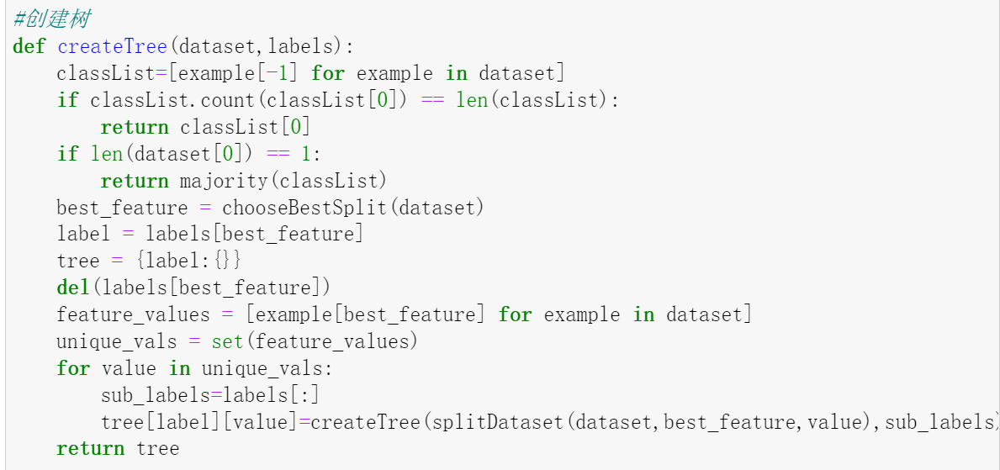 #创建树
def createTree(dataset,labels):
    classList=[example[-1] for example in dataset]
    if classList.count(classList[0]) == len(classList):
        return classList[0]
    if len(dataset[0]) == 1:
        return majority(classList)
    best_feature = chooseBestSplit(dataset)
    label = labels[best_feature]
    tree = {label:{}}
    del(labels[best_feature])
    feature_values = [example[best_feature] for example in dataset]
    unique_vals = set(feature_values)
    for value in unique_vals:
        sub_labels=labels[:]
        tree[label][value]=createTree(splitDataset(dataset,best_feature,value),sub_labels)
    return tree